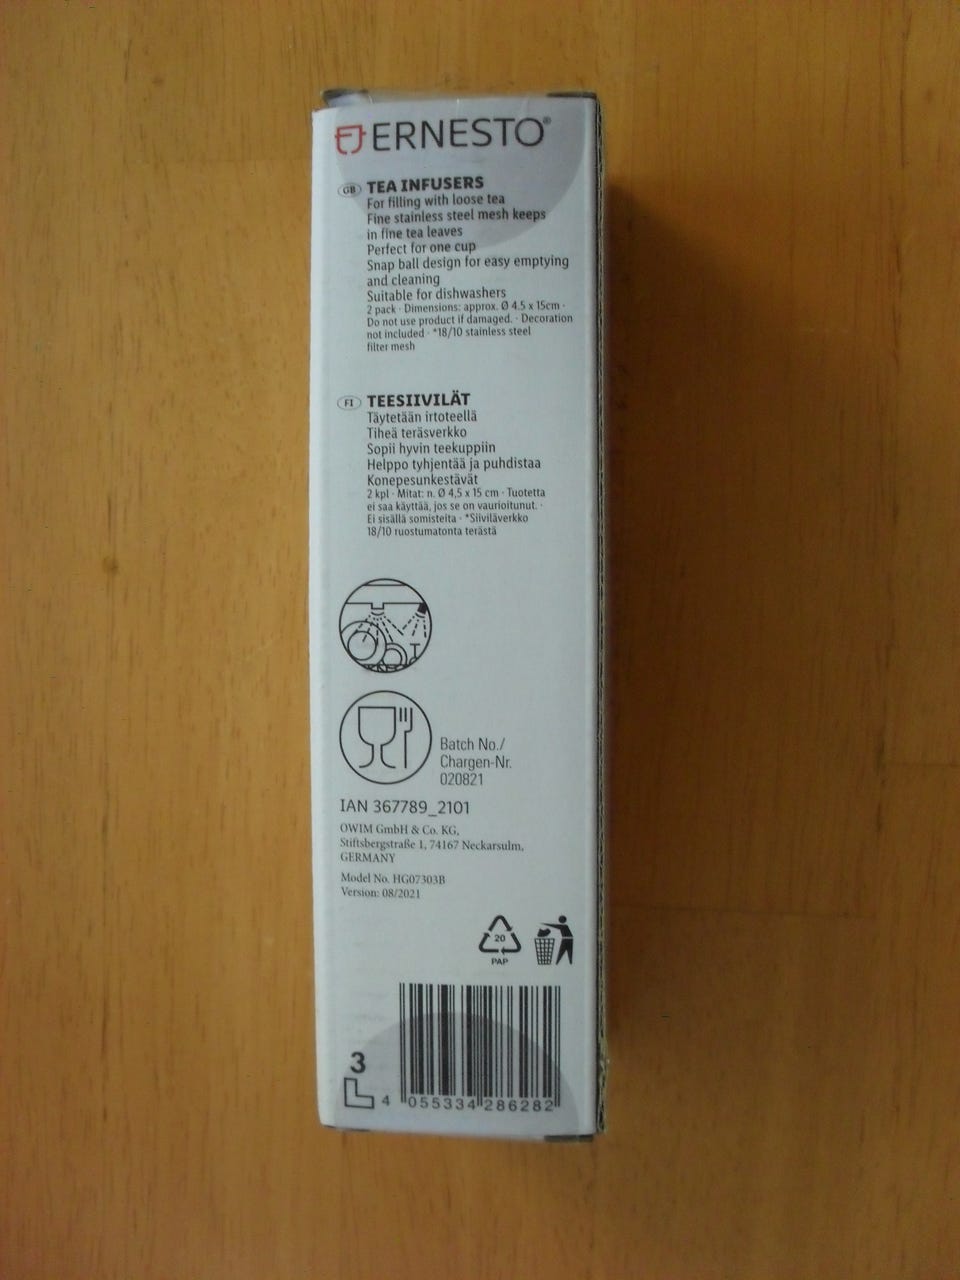 ERNESTO®
GB TEA INFUSERS
For filling with loose tea
Fine stainless steel mesh keeps
in fine tea leaves
Perfect for one cup
Snap ball design for easy emptying
and cleaning
Suitable for dishwashers
2 pack · Dimensions: approx. Ø 4.5 x 15cm ·
Do not use product if damaged. · Decoration
not included · *18/10 stainless steel
filter mesh
FI TEESIIVILÄT
Täytetään irtoteellä
Tiheä teräsverkko
Sopii hyvin teekuppiin
Helppo tyhjentää ja puhdistaa
Konepesunkestävät
2 kpl · Mitat: n. Ø 4,5 x 15 cm · Tuotetta
ei saa käyttää, jos se on vaurioitunut. ·
Ei sisällä somisteita · *Siiviläverkko
18/10 ruostumatonta terästä
Batch No./
Chargen-Nr.
020821
IAN 367789_2101
OWIM GmbH & Co. KG,
Stiftsbergstraße 1, 74167 Neckarsulm,
GERMANY
Model No. HG07303B
Version: 08/2021
20
PAP
3
4 055334 286282